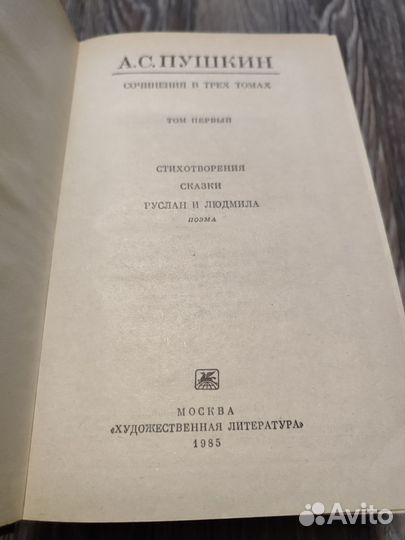 А.С.ПУШКИН
СОЧИНЕНИЯ В ТРЕХ ТОМАХ
ТОМ ПЕРВЫЙ
СТИХОТВОРЕНИЯ
СКАЗКИ
РУСЛАН И ЛЮДМИЛА
ПОЭМА
МОСКВА
«ХУДОЖЕСТВЕННАЯ ЛИТЕРАТУРА»
1985
Avito